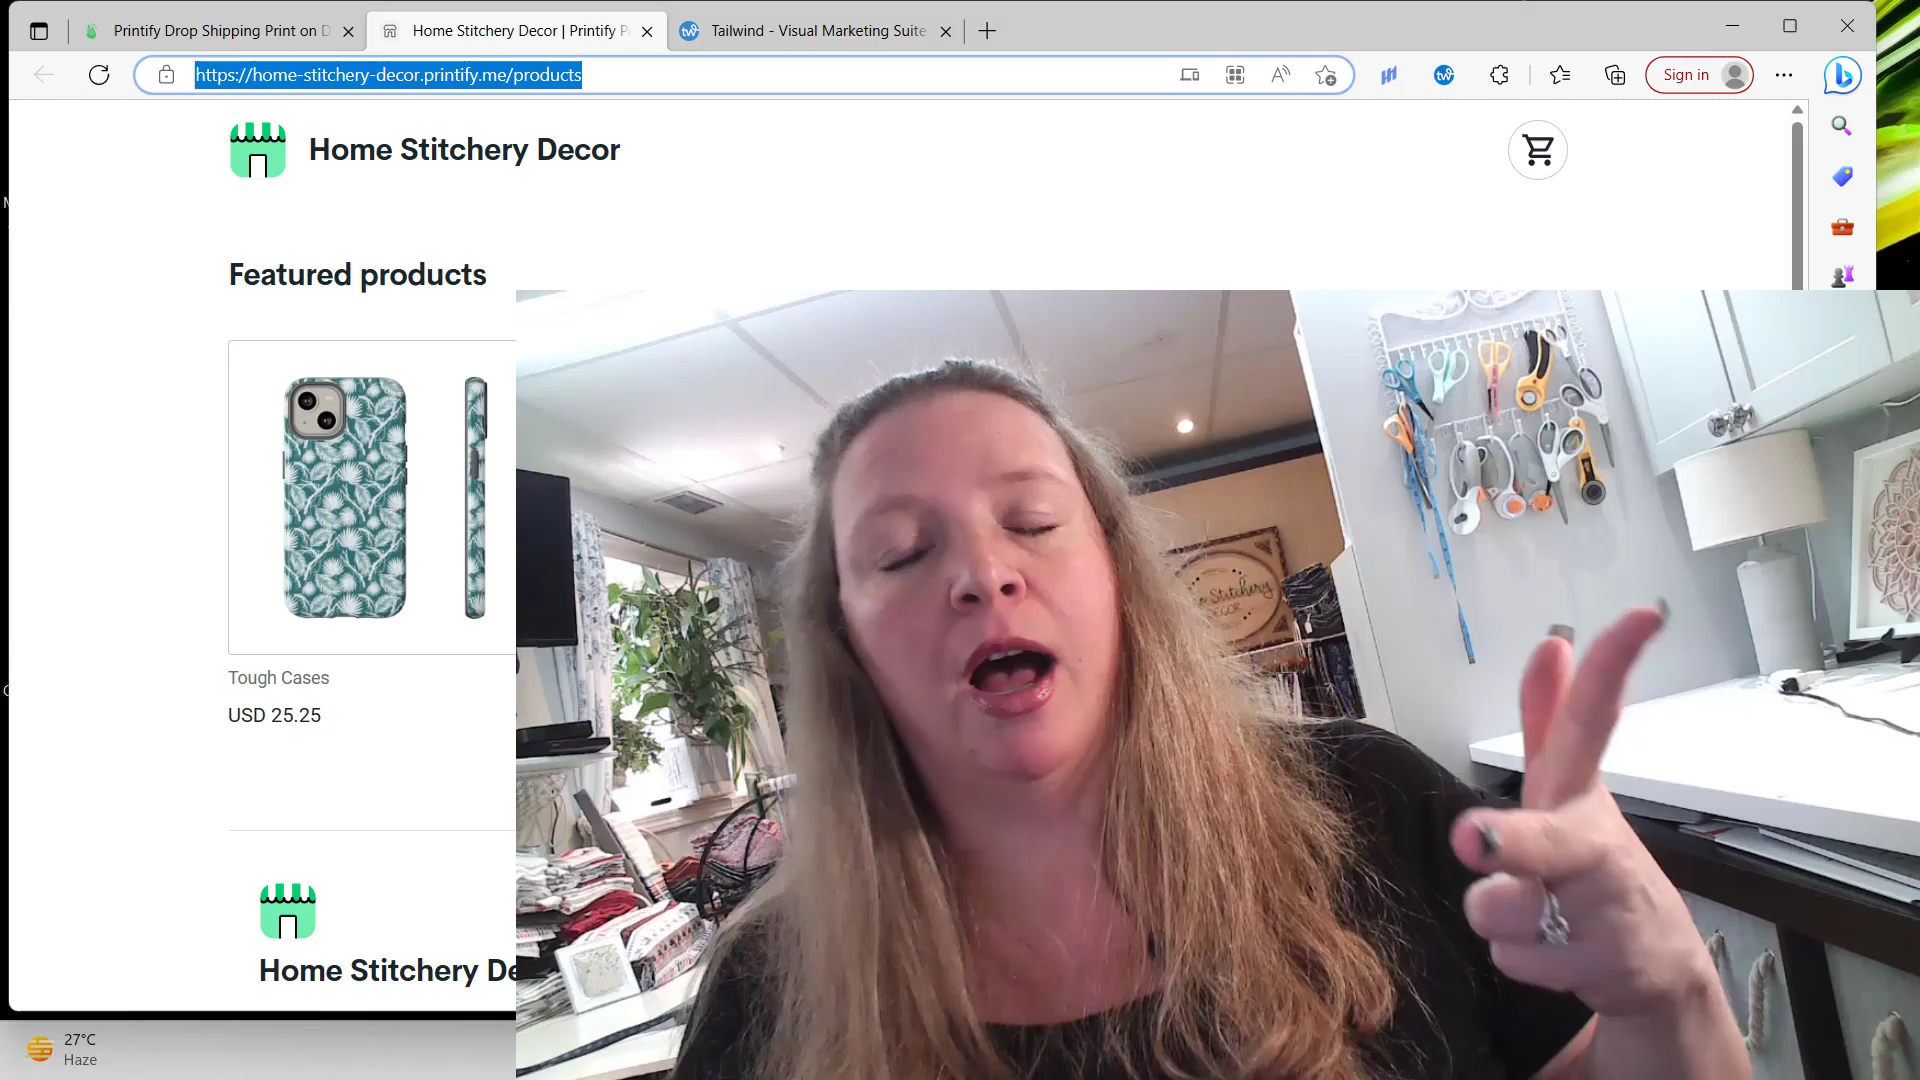 Printify Drop Shipping Print on D
Home Stitchery Decor | Printify P
Tailwind - Visual Marketing Suite
https://home-stitchery-decor.printify.me/products
Sign in
Home Stitchery Decor
Featured products
Tough Cases
USD 25.25
Stitchery
Home Stitchery De
27°C
Haze